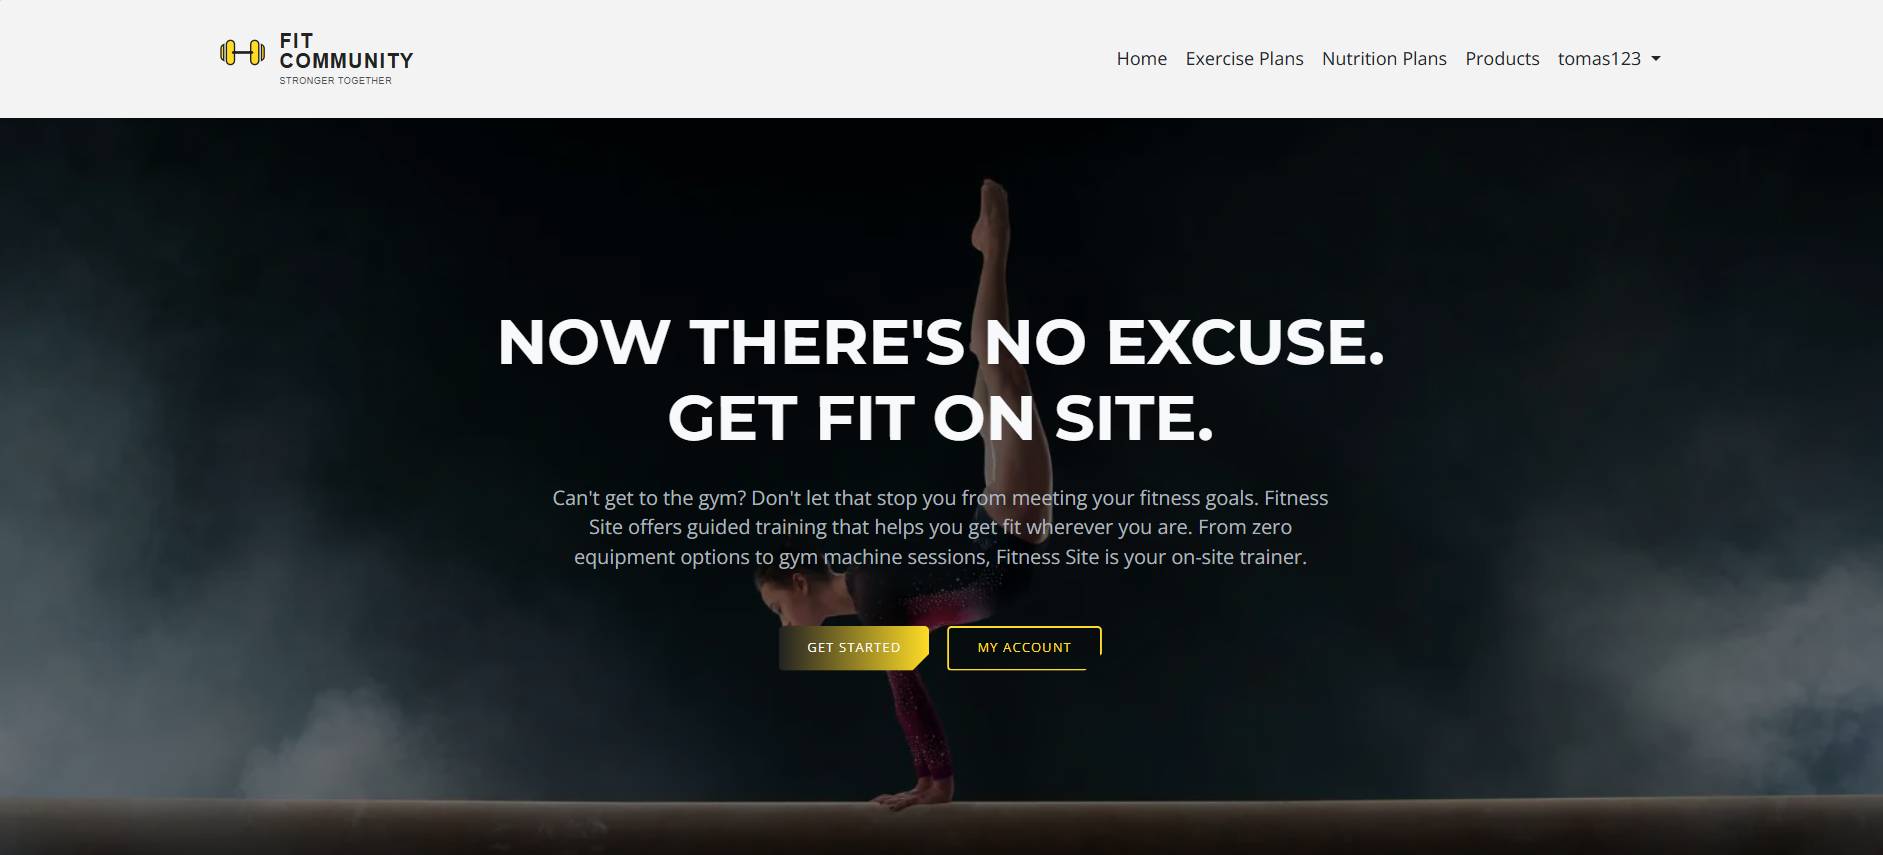 FIT
COMMUNITY
STRONGER TOGETHER
Home Exercise Plans Nutrition Plans Products tomas123
NOW THERE'S NO EXCUSE.
GET FIT ON SITE.
Can't get to the gym? Don't let that stop you from meeting your fitness goals. Fitness
Site offers guided training that helps you get fit wherever you are. From zero
equipment options to gym machine sessions, Fitness Site is your on-site trainer.
GET STARTED
MY ACCOUNT